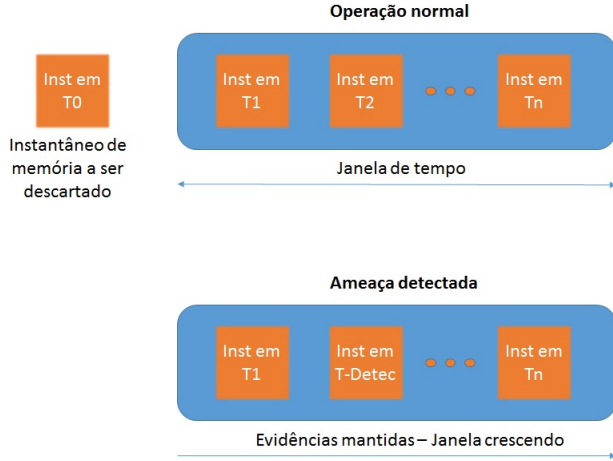 Operação normal
Inst em
T0
Instantâneo de
memória a ser
descartado
Inst em
T1
Inst em
T2
Inst em
Tn
Janela de tempo
Ameaça detectada
Inst em
T1
Inst em
T-Detec
Inst em
Tn
Evidências mantidas – Janela crescendo